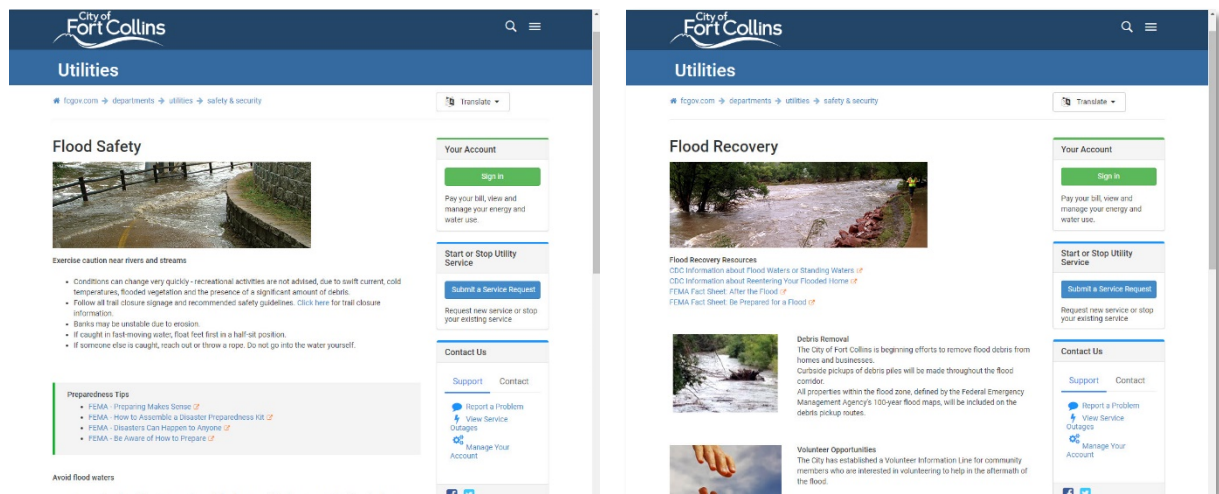 City of
Fort Collins
Utilities
fcgov.com → departments → utilities → safety & security
Translate
Flood Safety
Exercise caution near rivers and streams
• Conditions can change very quickly - recreational activities are not advised, due to swift current, cold
temperatures, flooded vegetation and the presence of a significant amount of debris.
• Follow all trail closure signage and recommended safety guidelines. Click here for trail closure
information.
• Banks may be unstable due to erosion.
• If caught in fast-moving water, float feet first in a half-sit position.
• If someone else is caught, reach out or throw a rope. Do not go into the water yourself.
Preparedness Tips
• FEMA - Preparing Makes Sense
• FEMA - How to Assemble a Disaster Preparedness Kit
• FEMA - Disasters Can Happen to Anyone
• FEMA - Be Aware of How to Prepare
Avoid flood waters
Your Account
Sign in
Pay your bill, view and
manage your energy and
water use.
Start or Stop Utility
Service
Submit a Service Request
Request new service or stop
your existing service
Contact Us
Support Contact
Report a Problem
View Service
Outages
Manage Your
Account
City of
Fort Collins
Utilities
fcgov.com → departments → utilities → safety & security
Translate
Flood Recovery
Flood Recovery Resources
CDC Information about Flood Waters or Standing Waters
CDC Information about Reentering Your Flooded Home
FEMA Fact Sheet: After the Flood
FEMA Fact Sheet: Be Prepared for a Flood
Debris Removal
The City of Fort Collins is beginning efforts to remove flood debris from
homes and businesses.
Curbside pickups of debris piles will be made throughout the flood
corridor.
All properties within the flood zone, defined by the Federal Emergency
Management Agency's 100-year flood maps, will be included on the
debris pickup routes.
Volunteer Opportunities
The City has established a Volunteer Information Line for community
members who are interested in volunteering to help in the aftermath of
the flood.
Your Account
Sign in
Pay your bill, view and
manage your energy and
water use.
Start or Stop Utility
Service
Submit a Service Request
Request new service or stop
your existing service
Contact Us
Support Contact
Report a Problem
View Service
Outages
Manage Your
Account